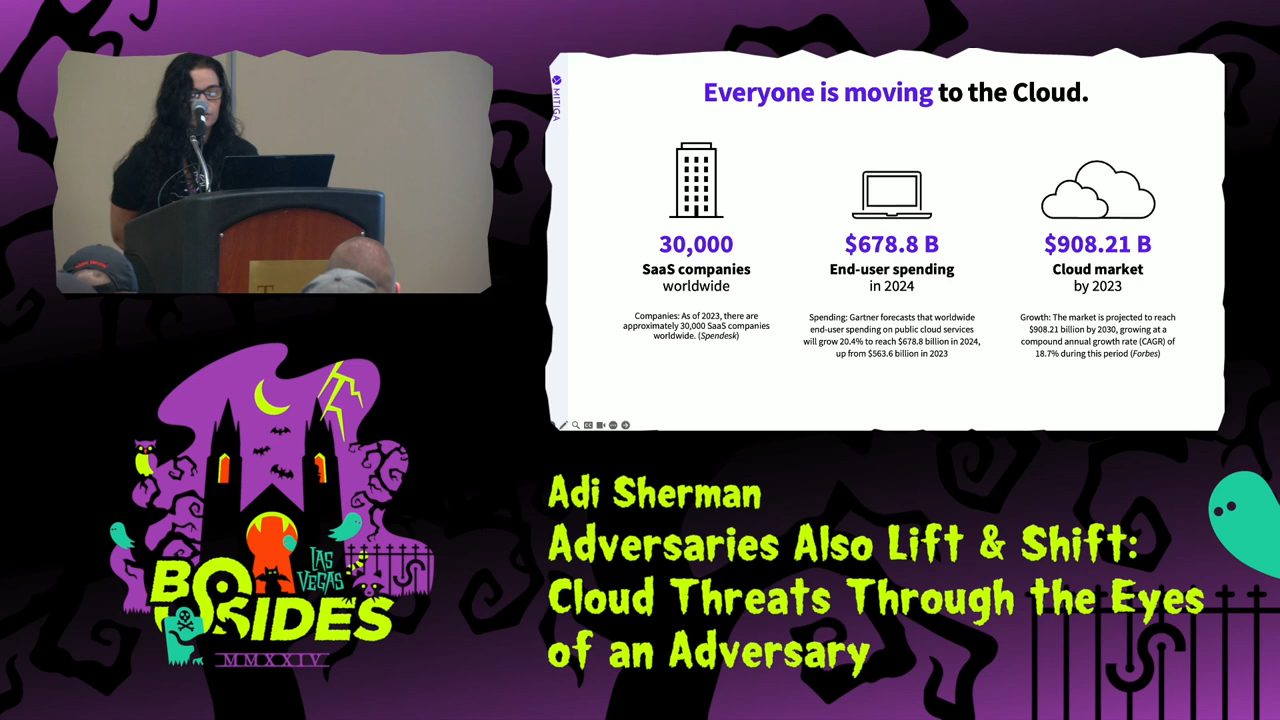 MITIGA
Everyone is moving to the Cloud.
30,000
SaaS companies
worldwide
Companies: As of 2023, there are
approximately 30,000 SaaS companies
worldwide. (Spendesk)
$678.8 B
End-user spending
in 2024
Spending: Gartner forecasts that worldwide
end-user spending on public cloud services
will grow 20.4% to reach $678.8 billion in 2024,
up from $563.6 billion in 2023
$908.21 B
Cloud market
by 2023
Growth: The market is projected to reach
$908.21 billion by 2030, growing at a
compound annual growth rate (CAGR) of
18.7% during this period (Forbes)
LAS
VEGAS
BSIDES
MMXXIV
Adi Sherman
Adversaries Also Lift & Shift:
Cloud Threats Through the Eyes
of an Adversary